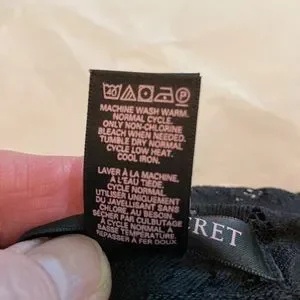 40 P
MACHINE WASH WARM.
NORMAL CYCLE.
ONLY NON-CHLORINE
BLEACH WHEN NEEDED.
TUMBLE DRY NORMAL
CYCLE LOW HEAT.
COOL IRON.
LAVER À LA MACHINE,
À L'EAU TIÈDE.
CYCLE NORMAL.
UTILISER UNIQUEMENT
DU JAVELLISANT SANS
CHLORE, AU BESOIN.
SÉCHER PAR CULBUTAGE
À CYCLE NORMAL À
BASSE TEMPÉRATURE.
REPASSER À FER DOUX
RET